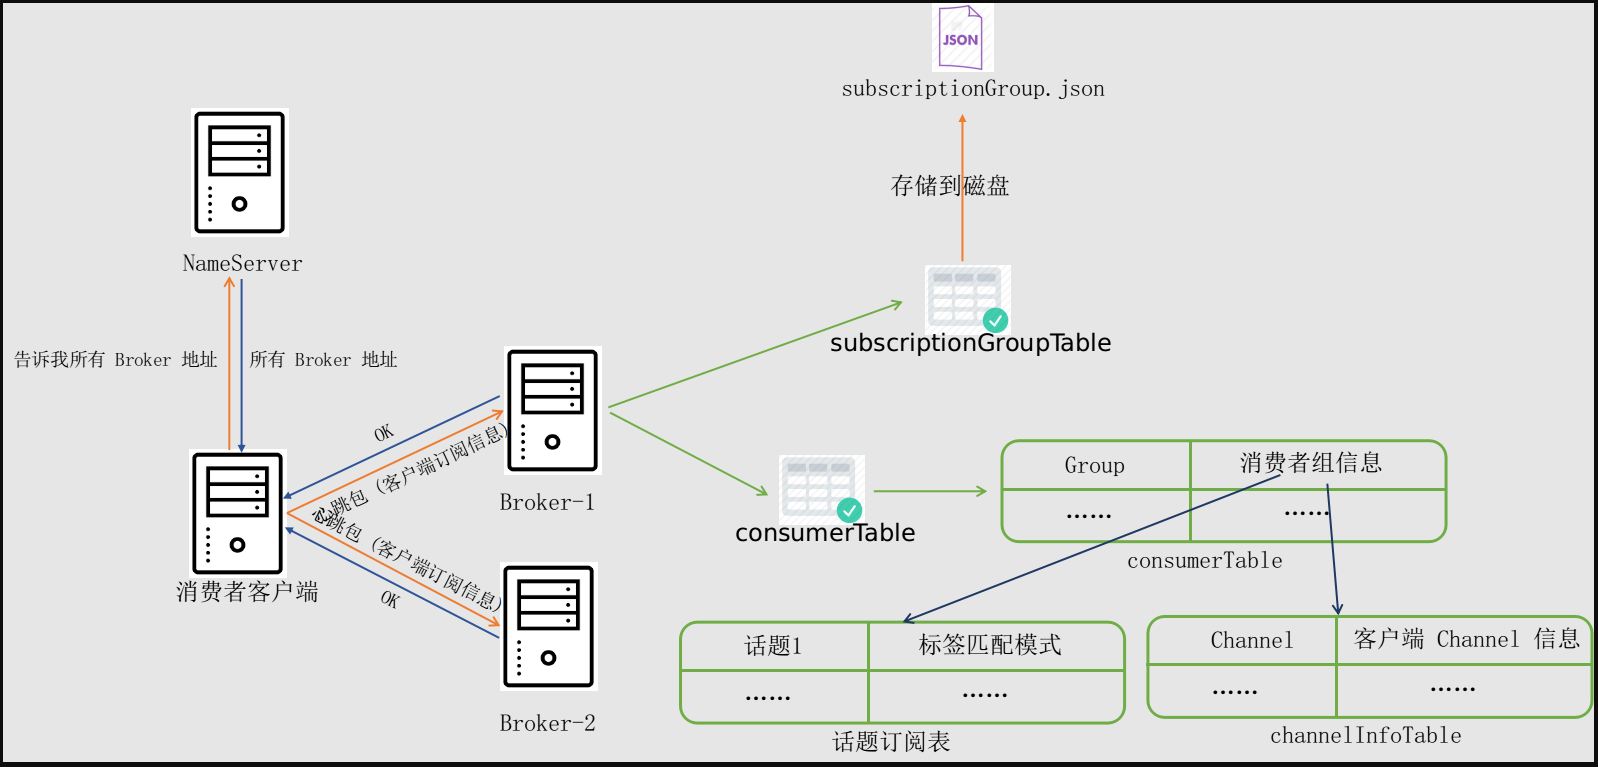 JSON
subscriptionGroup.json
存储到磁盘
NameServer
subscriptionGroupTable
告诉我所有 Broker 地址
所有 Broker 地址
OK
心跳包（客户端订阅信息）
Broker-1
心跳包（客户端订阅信息）
OK
消费者客户端
Broker-2
consumerTable
Group
消费者组信息
……
……
consumerTable
话题1
标签匹配模式
……
……
话题订阅表
Channel
客户端 Channel 信息
……
……
channelInfoTable